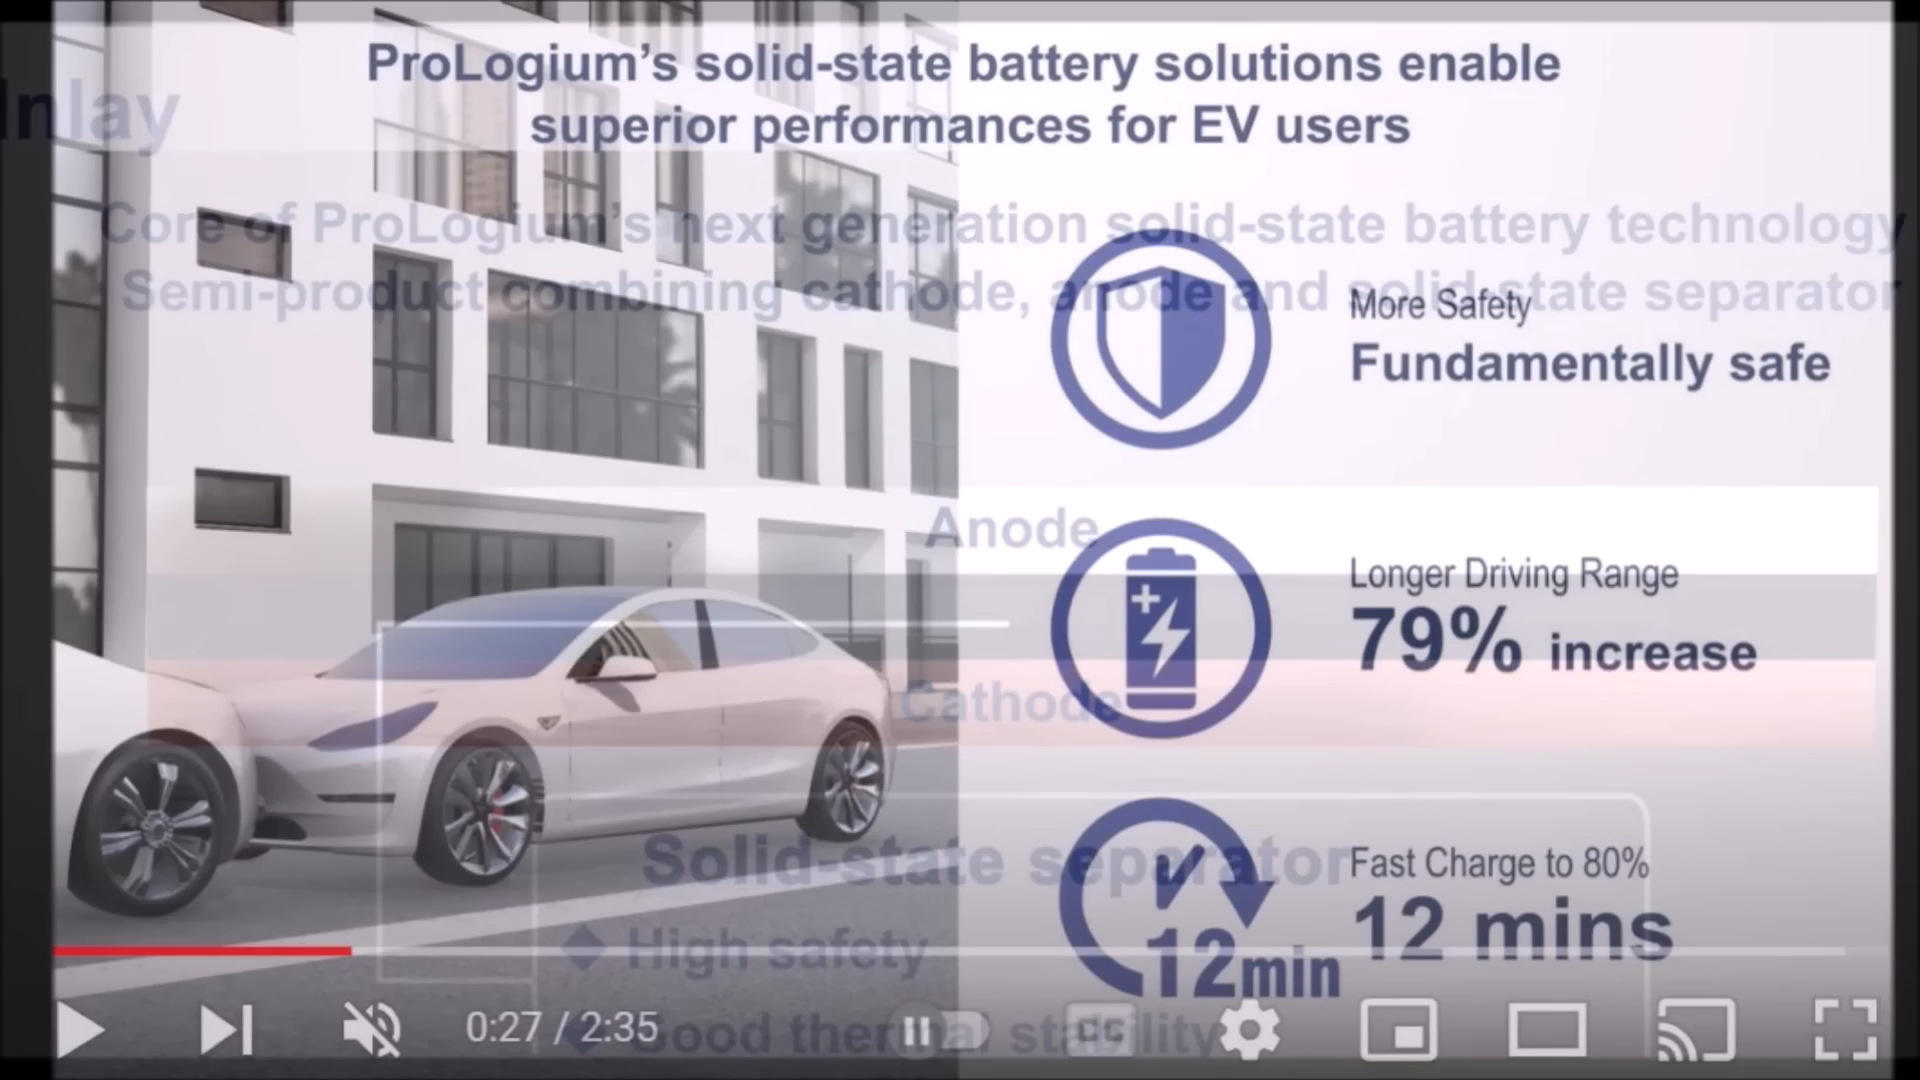 ProLogium's solid-state battery solutions enable
superior performances for EV users
Inlay
Core of ProLogium's next generation solid-state battery technology
Semi-product combining cathode, anode and solid-state separator
More Safety
Fundamentally safe
Anode
Longer Driving Range
79% increase
Cathode
Fast Charge to 80%
12 mins
12min
Solid-state separator
High safety
Good thermal stability
0:27 / 2:35
CC